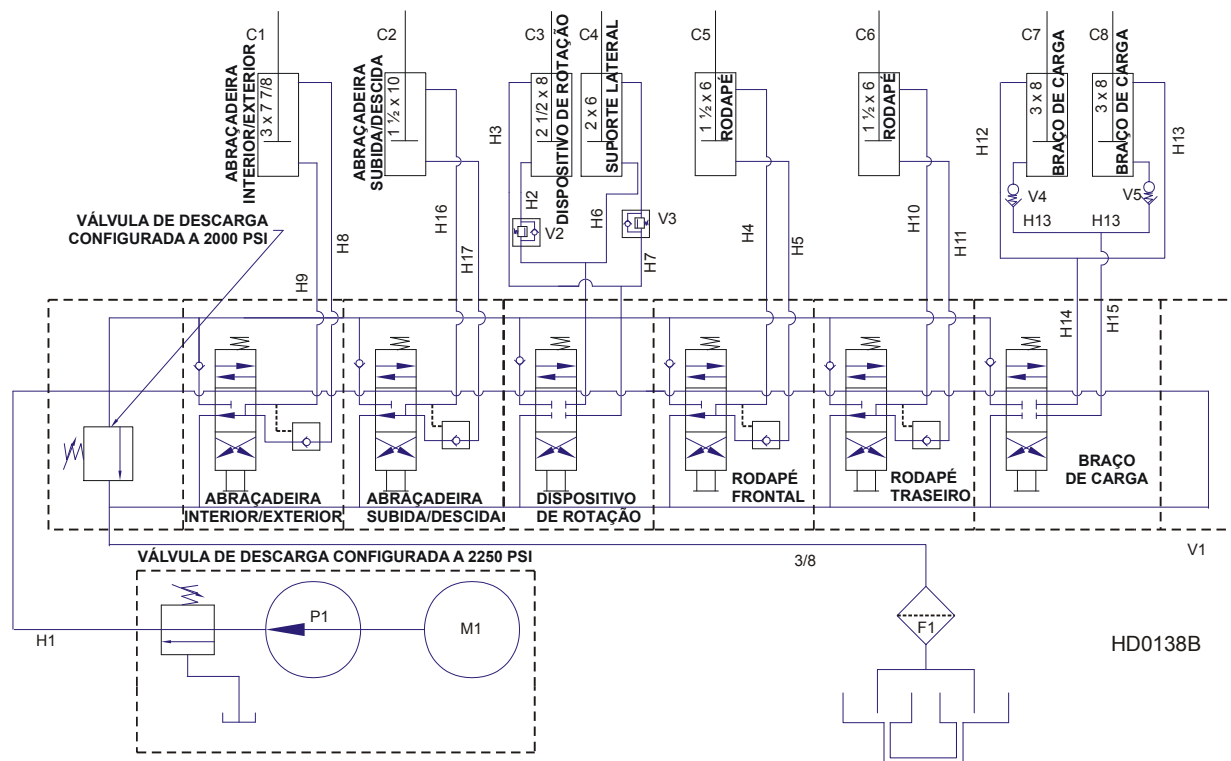 C1
C2
C3
C4
C5
C6
C7
C8
ABRAÇADEIRA
INTERIOR/EXTERIOR
3 x 7 7/8
ABRAÇADEIRA
SUBIDA/DESCIDA
1 ½ x 10
H3
2 1/2 x 8
DISPOSITIVO DE ROTAÇÃO
2 x 6
SUPORTE LATERAL
1 ½ x 6
RODAPÉ
1 ½ x 6
RODAPÉ
H12
3 x 8
BRAÇO DE CARGA
3 x 8
BRAÇO DE CARGA
H13
VÁLVULA DE DESCARGA
CONFIGURADA A 2000 PSI
H9
H8
H16
H17
H2
V2
H6
V3
H7
H4
H5
H10
H11
V4
V5
H13
H13
H14
H15
ABRAÇADEIRA
INTERIOR/EXTERIOR
ABRAÇADEIRA
SUBIDA/DESCIDA
DISPOSITIVO
DE ROTAÇÃO
RODAPÉ
FRONTAL
RODAPÉ
TRASEIRO
BRAÇO
DE CARGA
VÁLVULA DE DESCARGA CONFIGURADA A 2250 PSI
3/8
V1
H1
P1
M1
F1
HD0138B